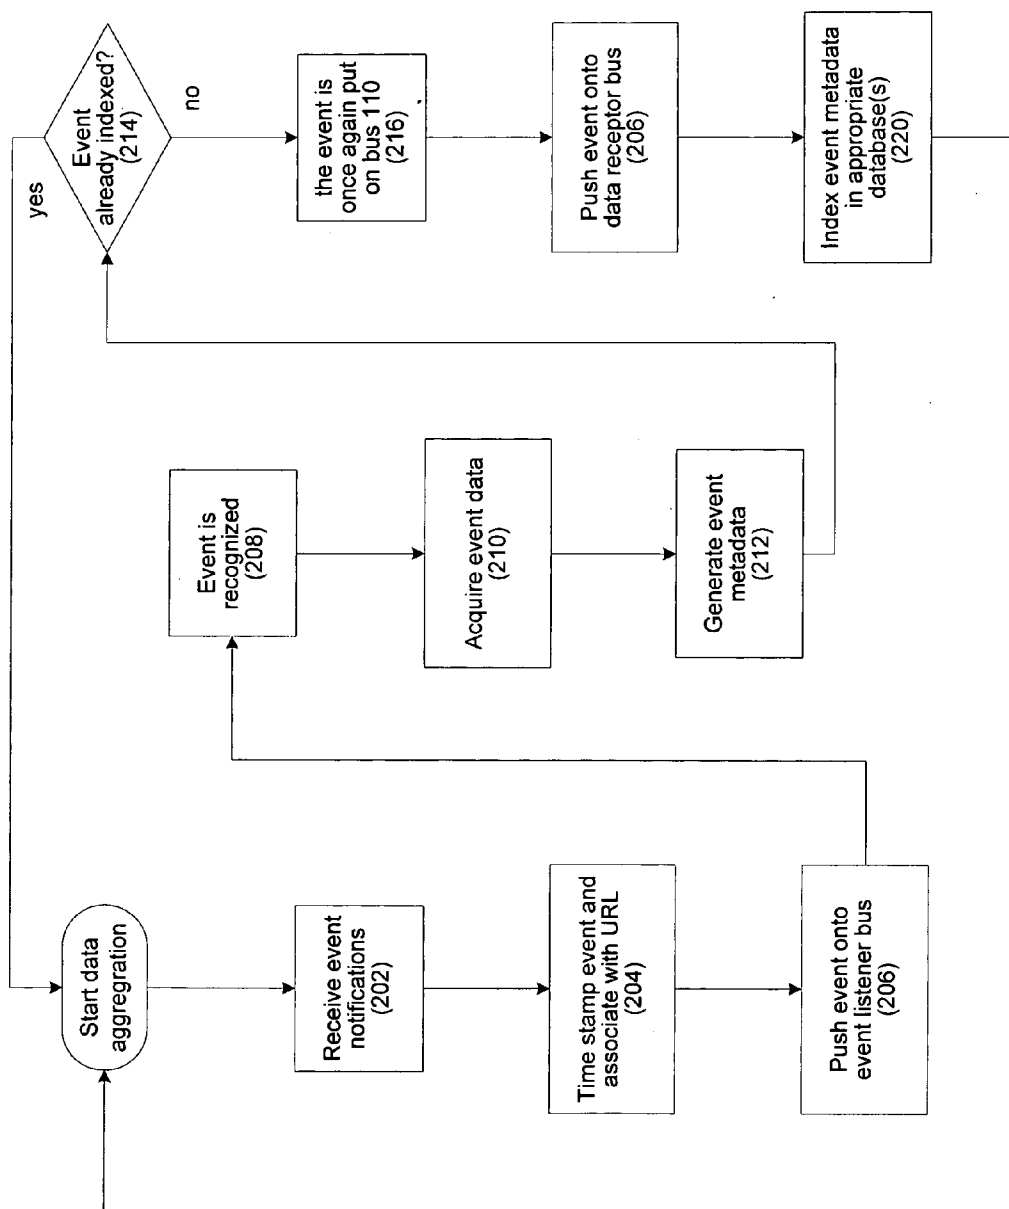 Start data
aggregration
Receive event
notifications
(202)
Time stamp event and
associate with URL
(204)
Push event onto
event listener bus
(206)
Event is
recognized
(208)
Acquire event data
(210)
Generate event
metadata
(212)
Event
already indexed?
(214)
yes
no
the event is
once again put
on bus 110
(216)
Push event onto
data receptor bus
(206)
Index event metadata
in appropriate
database(s)
(220)